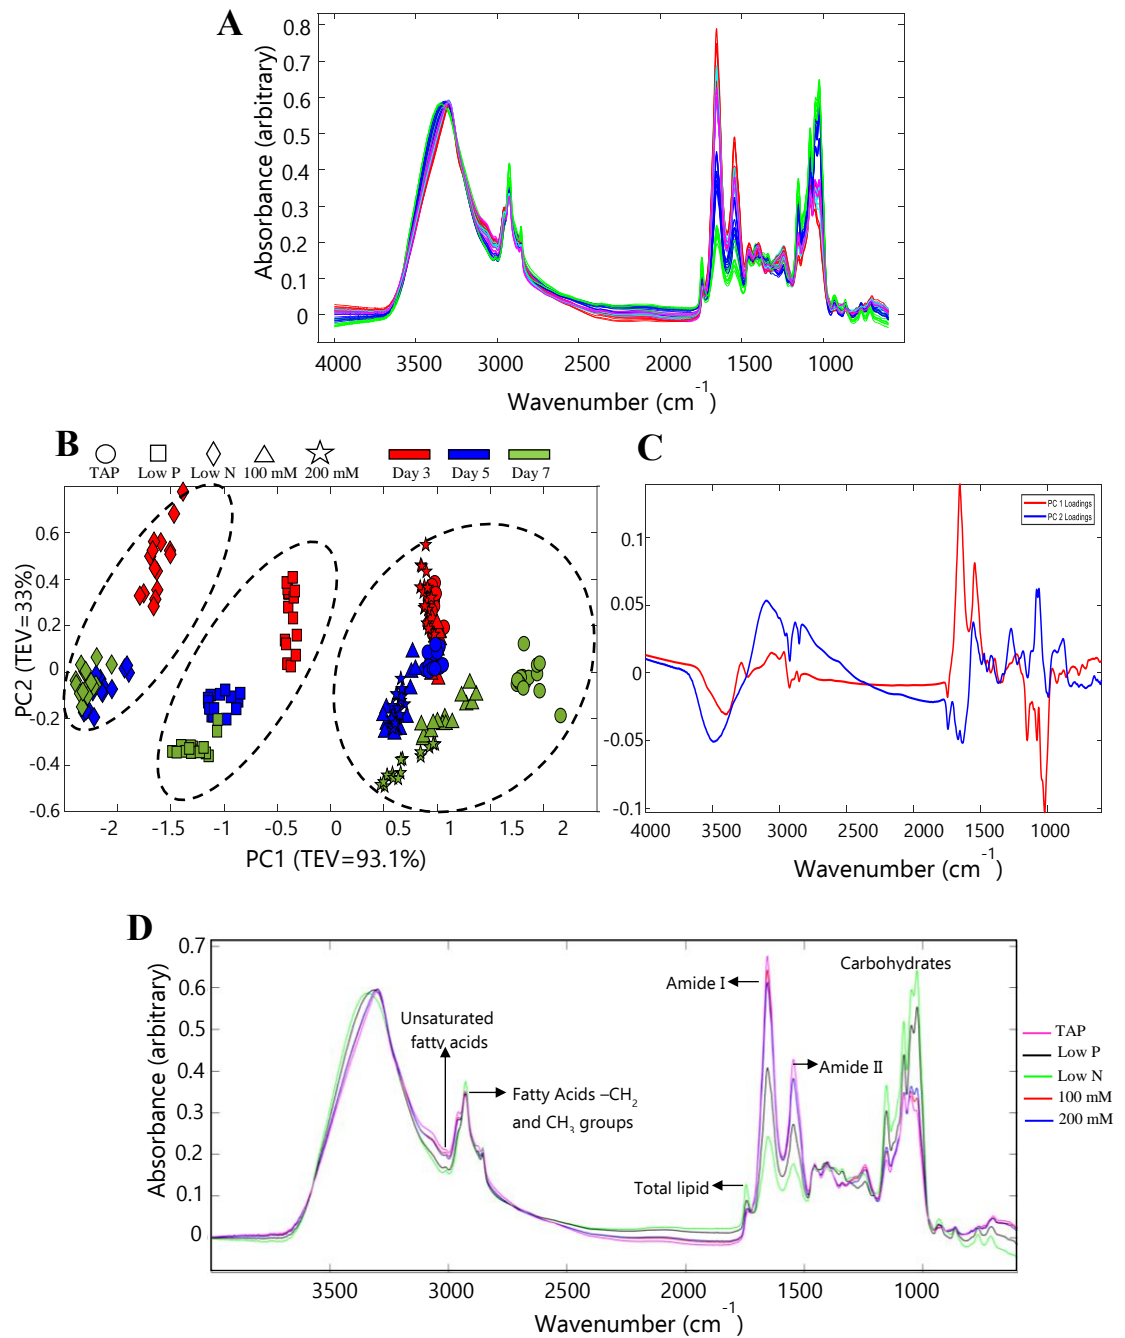 A
Absorbance (arbitrary)
0.8
0.7
0.6
0.5
0.4
0.3
0.2
0.1
0
4000 3500 3000 2500 2000 1500 1000
Wavenumber (cm-1)
B
TAP Low P Low N 100 mM 200 mM Day 3 Day 5 Day 7
PC2 (TEV=33%)
0.6
0.4
0.2
0
-0.2
-0.4
-0.6
-2 -1.5 -1 -0.5 0 0.5 1 1.5 2
PC1 (TEV=93.1%)
C
PC 1 Loadings
PC 2 Loadings
0.1
0.05
0
-0.05
-0.1
4000 3500 3000 2500 2000 1500 1000
Wavenumber (cm-1)
D
Absorbance (arbitrary)
0.7
0.6
0.5
0.4
0.3
0.2
0.1
0
3500 3000 2500 2000 1500 1000
Wavenumber (cm-1)
Unsaturated
fatty acids
Fatty Acids –CH2
and CH3 groups
Total lipid
Amide I
Amide II
Carbohydrates
TAP
Low P
Low N
100 mM
200 mM